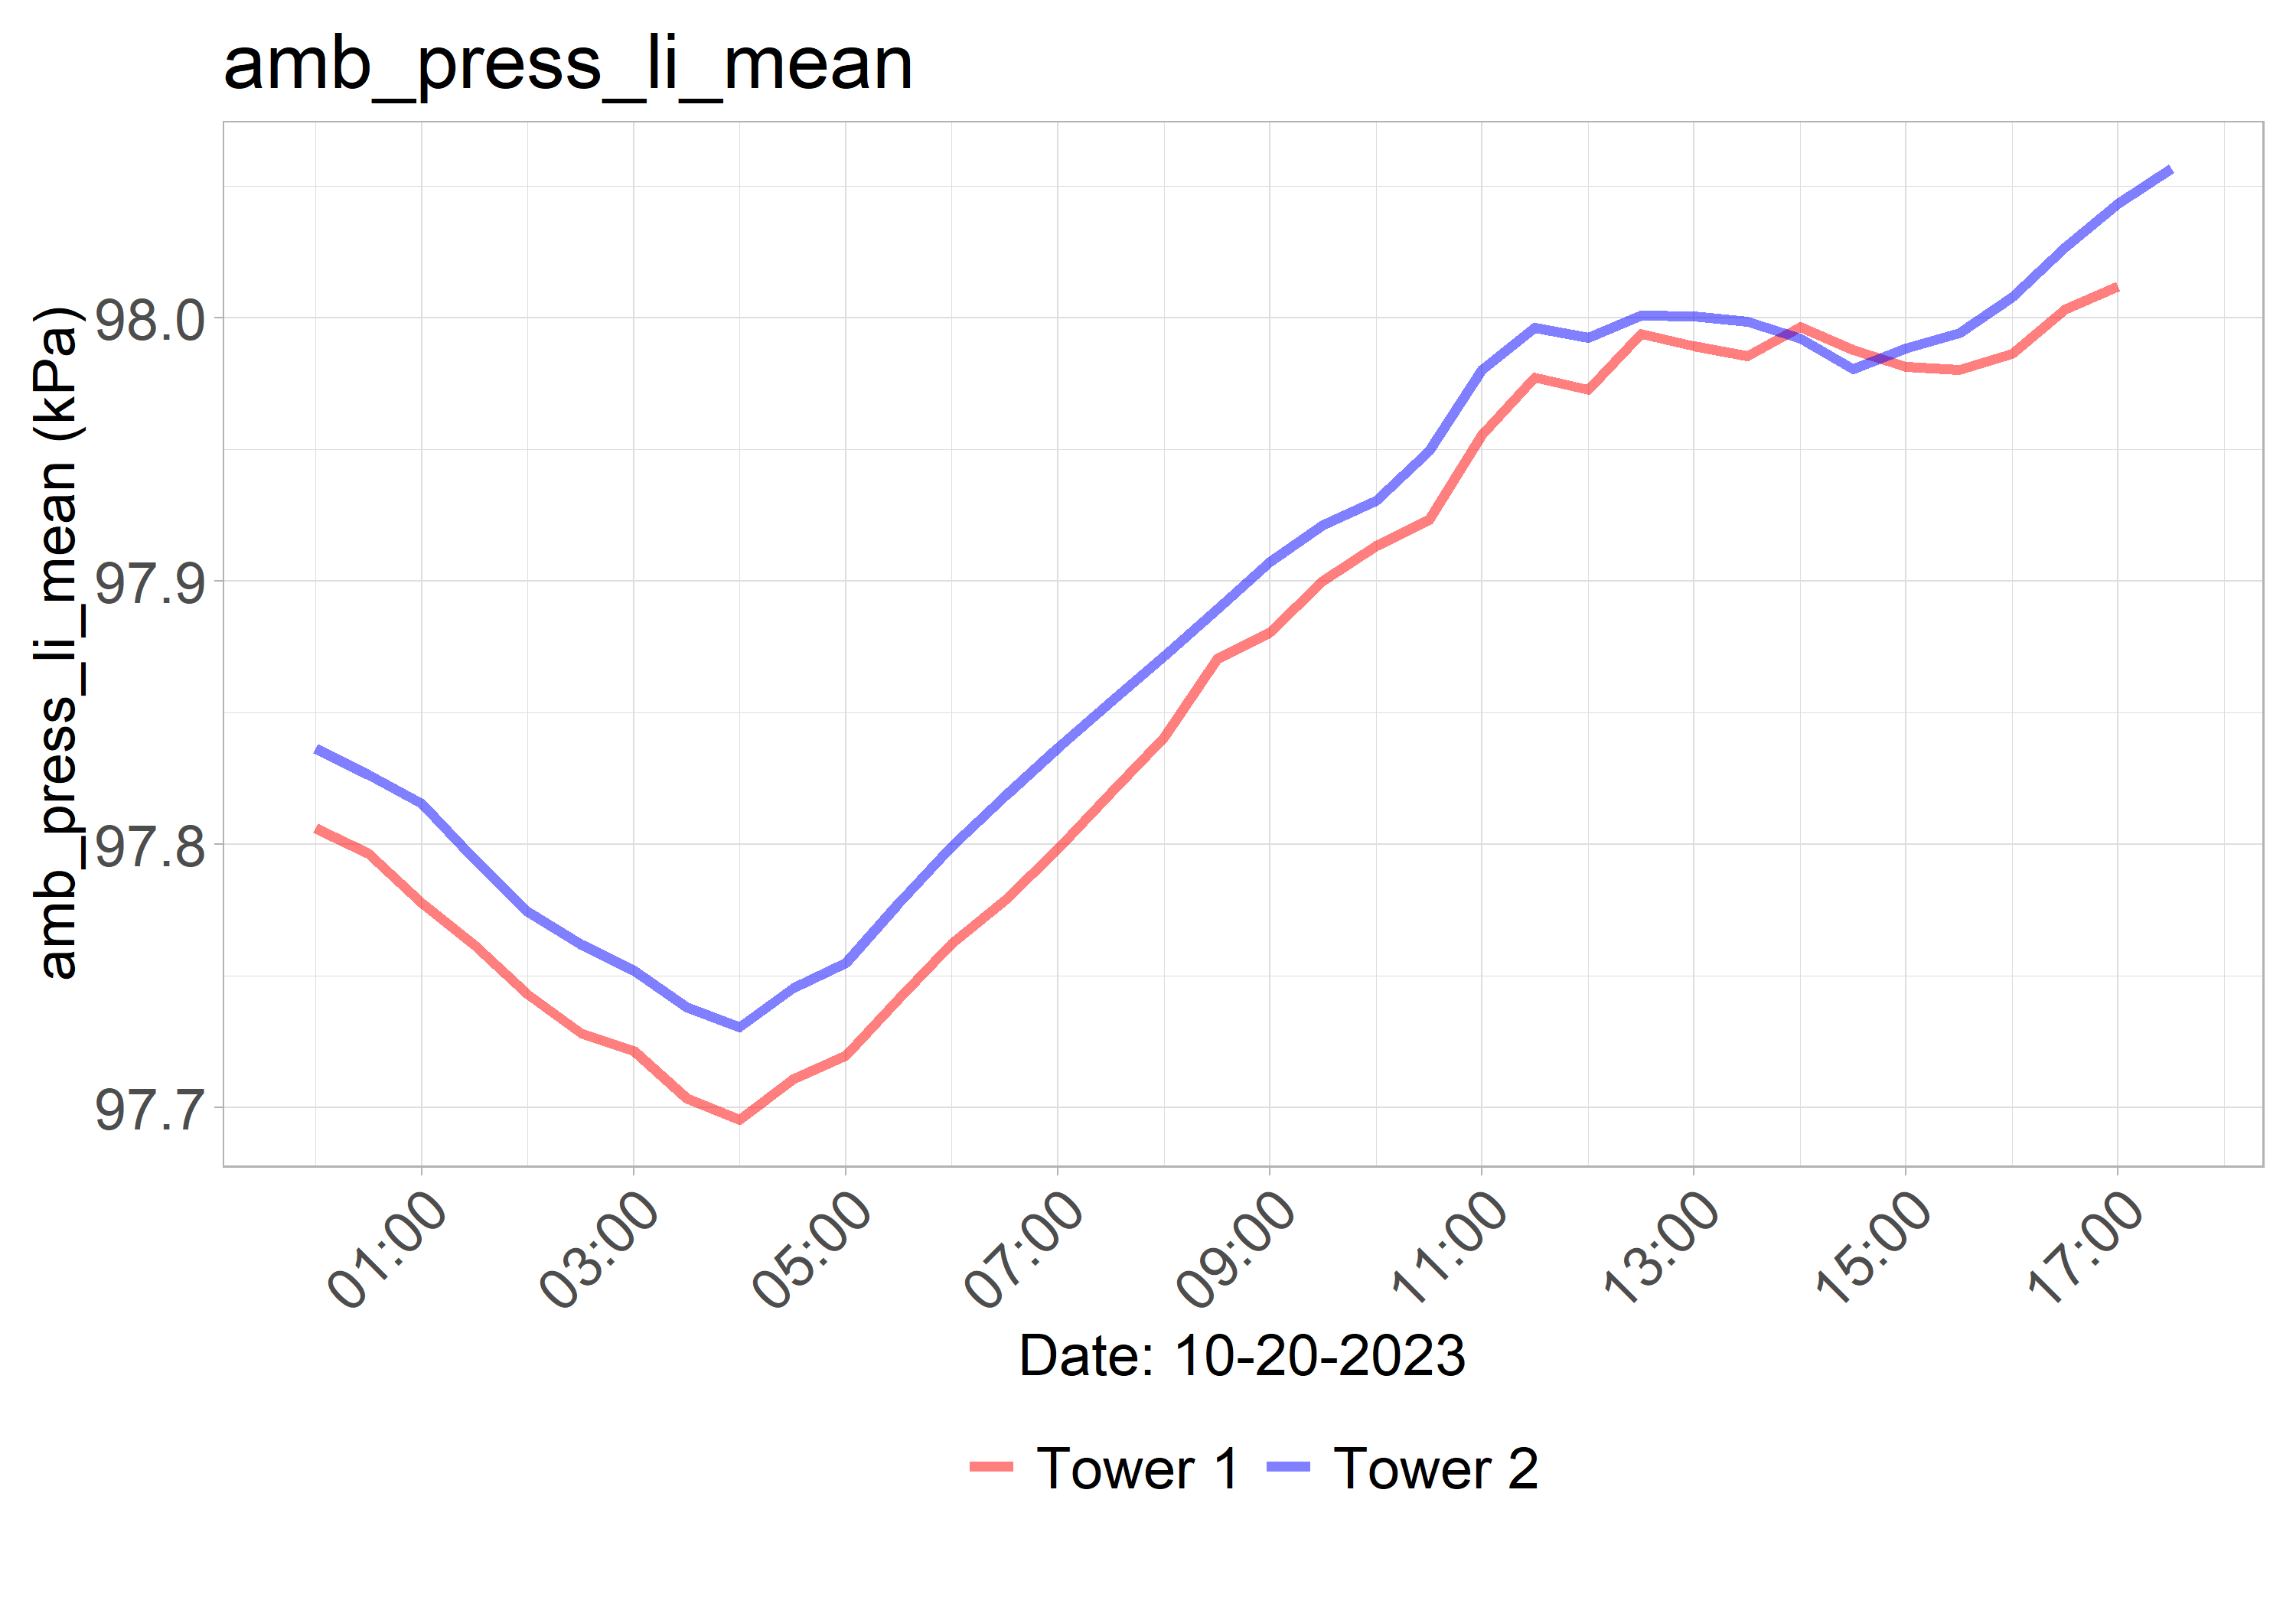 amb_press_li_mean
amb_press_li_mean (kPa)
98.0
97.9
97.8
97.7
01:00 03:00 05:00 07:00 09:00 11:00 13:00 15:00 17:00
Date: 10-20-2023
Tower 1 Tower 2